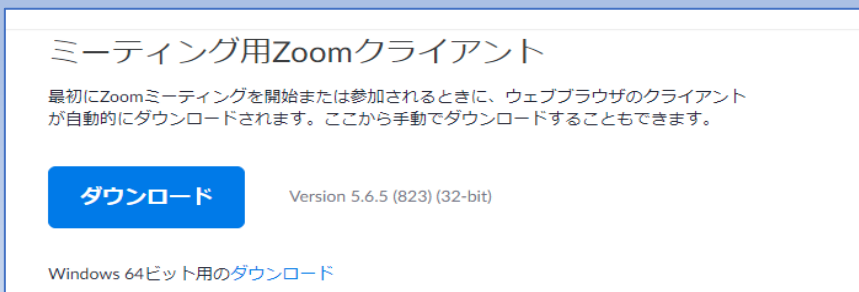 ミーティング用Zoomクライアント
最初にZoomミーティングを開始または参加されるときに、ウェブブラウザのクライアント
が自動的にダウンロードされます。ここから手動でダウンロードすることもできます。
ダウンロード Version 5.6.5 (823) (32-bit)
Windows 64ビット用のダウンロード